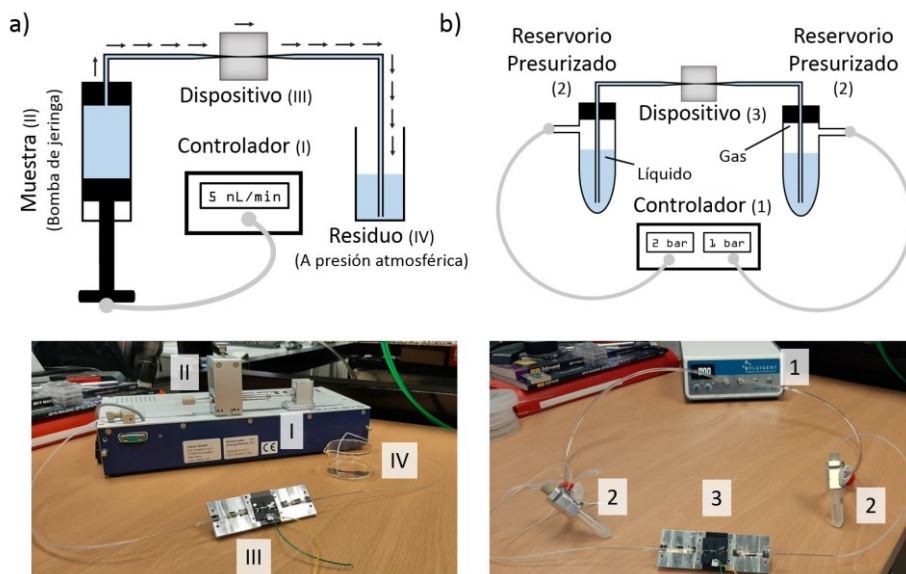 a)
Muestra (II)
(Bomba de jeringa)
Dispositivo (III)
Controlador (I)
5 nL/min
Residuo (IV)
(A presión atmosférica)
b)
Reservorio
Presurizado
(2)
Reservorio
Presurizado
(2)
Dispositivo (3)
Gas
Líquido
Controlador (1)
2 bar
1 bar
II
I
IV
III
1
2
3
2